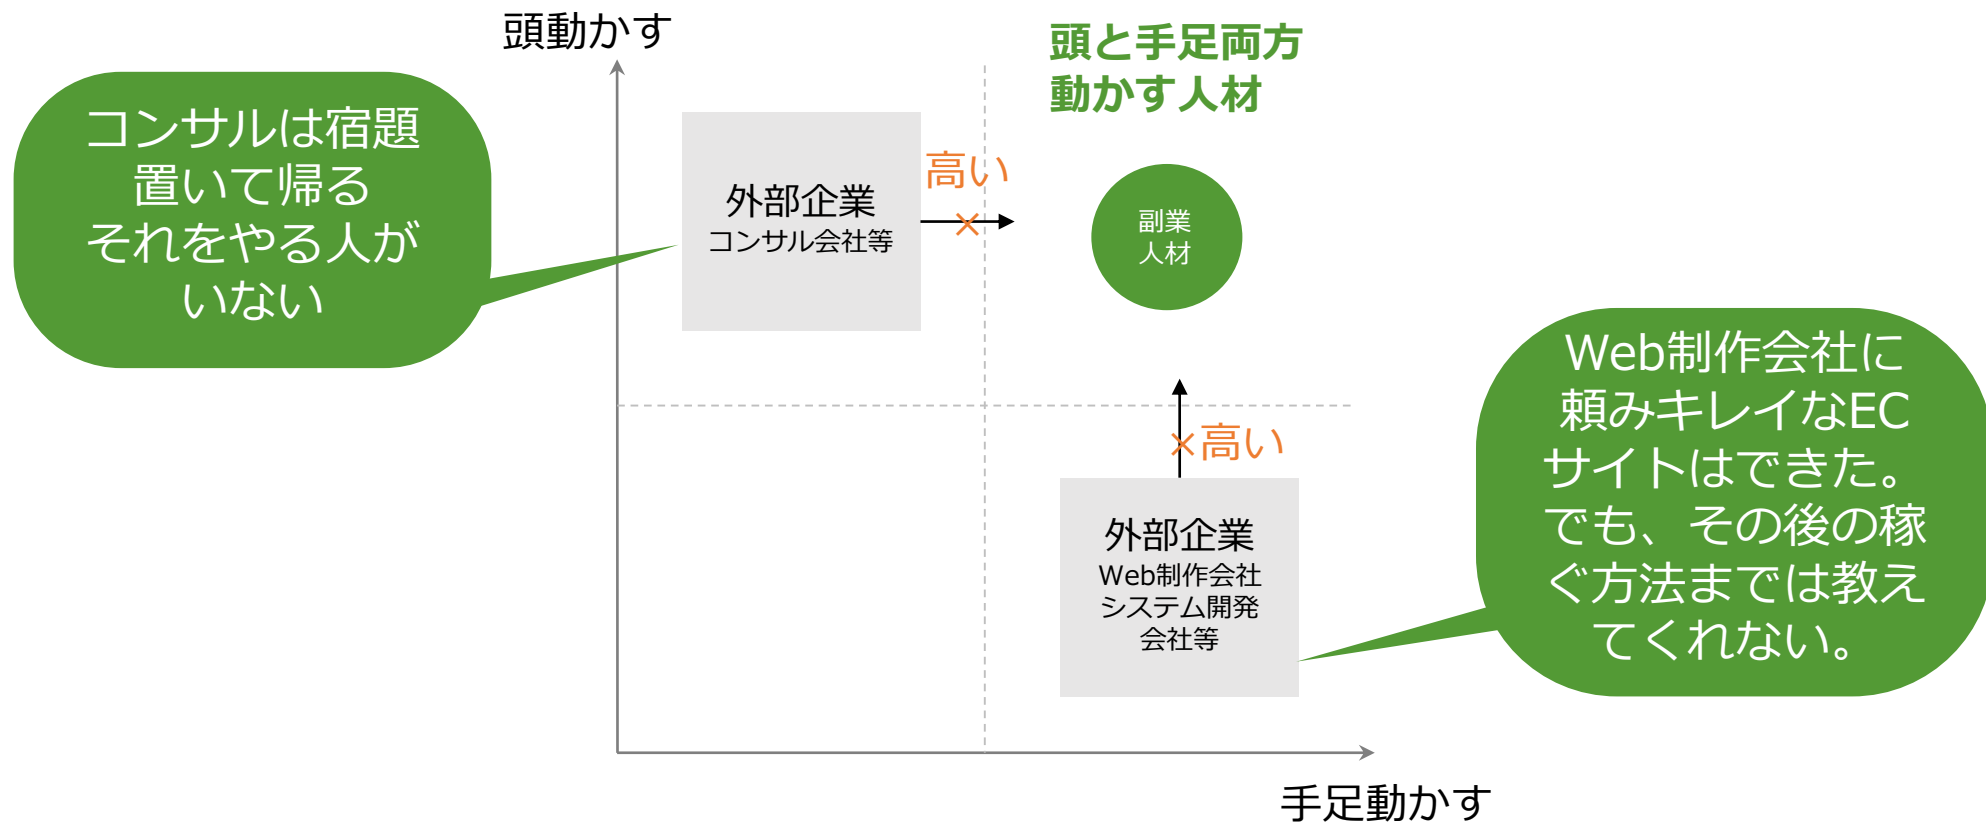 頭動かす
頭と手足両方
動かす人材
コンサルは宿題
置いて帰る
それをやる人が
いない
外部企業
コンサル会社等
高い
×
副業
人材
Web制作会社に
頼みキレイなEC
サイトはできた。
でも、その後の稼
ぐ方法までは教え
てくれない。
×高い
外部企業
Web制作会社
システム開発
会社等
手足動かす